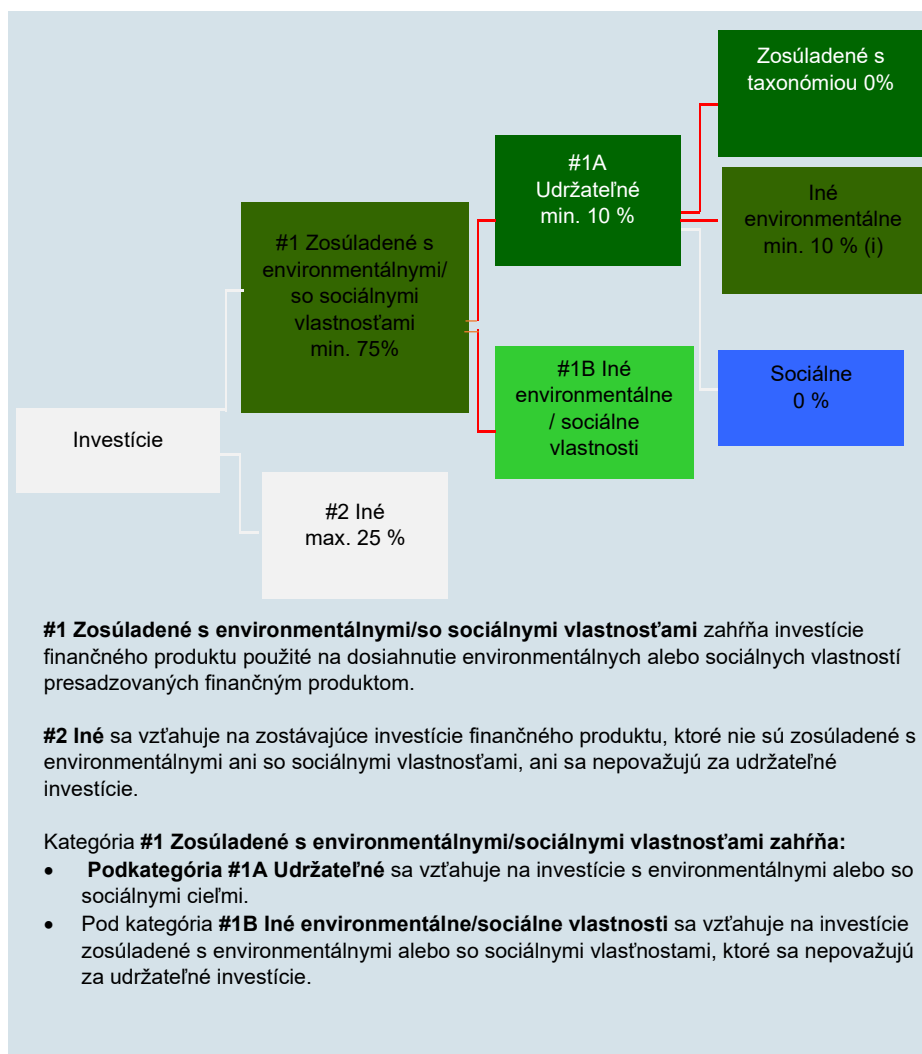 Zosúladené s
taxonómiou 0%
#1A
Udržateľné
min. 10 %
Iné
environmentálne
min. 10 % (i)
#1 Zosúladené s
environmentálnymi/
so sociálnymi
vlastnosťami
min. 75%
#1B Iné
environmentálne
/ sociálne
vlastnosti
Sociálne
0 %
Investície
#2 Iné
max. 25 %
#1 Zosúladené s environmentálnymi/so sociálnymi vlastnosťami zahŕňa investície
finančného produktu použité na dosiahnutie environmentálnych alebo sociálnych vlastností
presadzovaných finančným produktom.
#2 Iné sa vzťahuje na zostávajúce investície finančného produktu, ktoré nie sú zosúladené s
environmentálnymi ani so sociálnymi vlastnosťami, ani sa nepovažujú za udržateľné
investície.
Kategória #1 Zosúladené s environmentálnymi/sociálnymi vlastnosťami zahŕňa:
• Podkategória #1A Udržateľné sa vzťahuje na investície s environmentálnymi alebo so
sociálnymi cieľmi.
• Pod kategória #1B Iné environmentálne/sociálne vlastnosti sa vzťahuje na investície
zosúladené s environmentálnymi alebo so sociálnymi vlasťnostami, ktoré sa nepovažujú
za udržateľné investície.